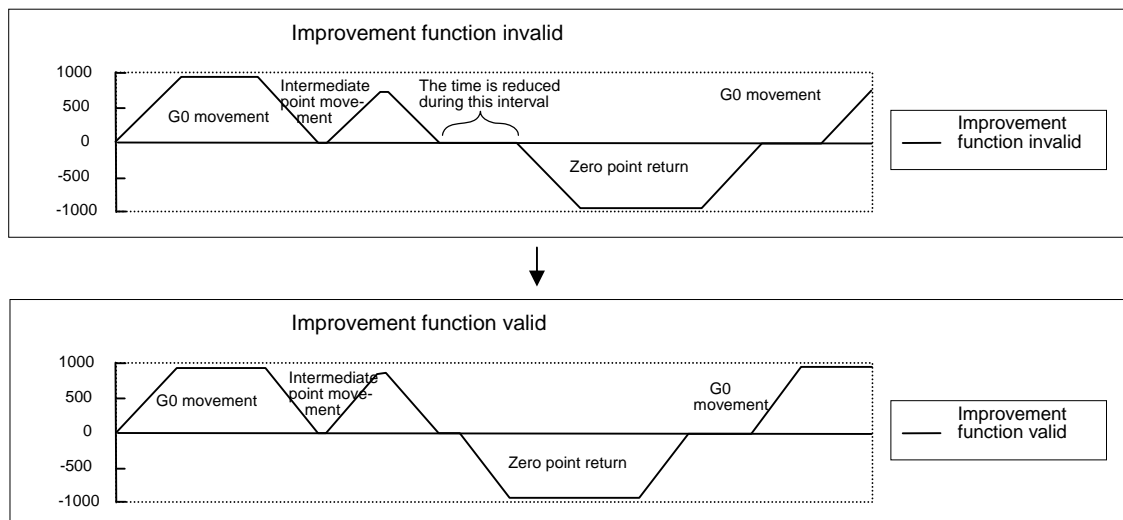 Improvement function invalid
1000
500
0
-500
-1000
G0 movement
Intermediate
point move-
ment
The time is reduced
during this interval
Zero point return
G0 movement
Improvement
function invalid
Improvement function valid
1000
500
0
-500
-1000
G0 movement
Intermediate
point move-
ment
Zero point return
G0
movement
Improvement
function valid